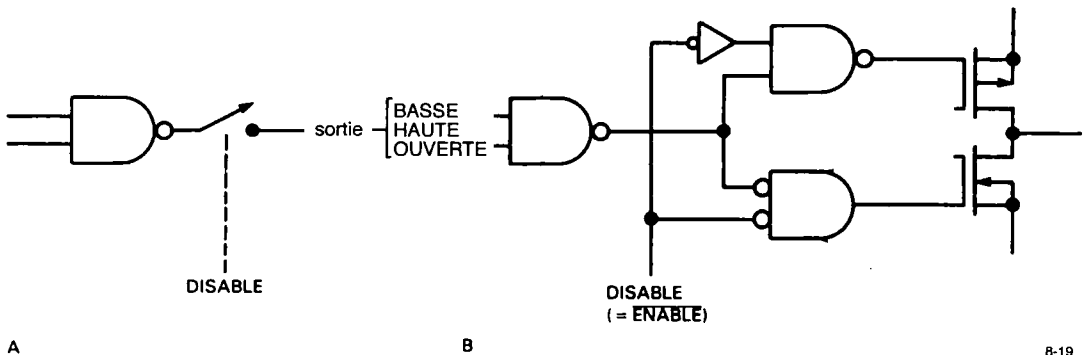 sortie
BASSE
HAUTE
OUVERTE
DISABLE
DISABLE
(= ENABLE)
A
B
8-19